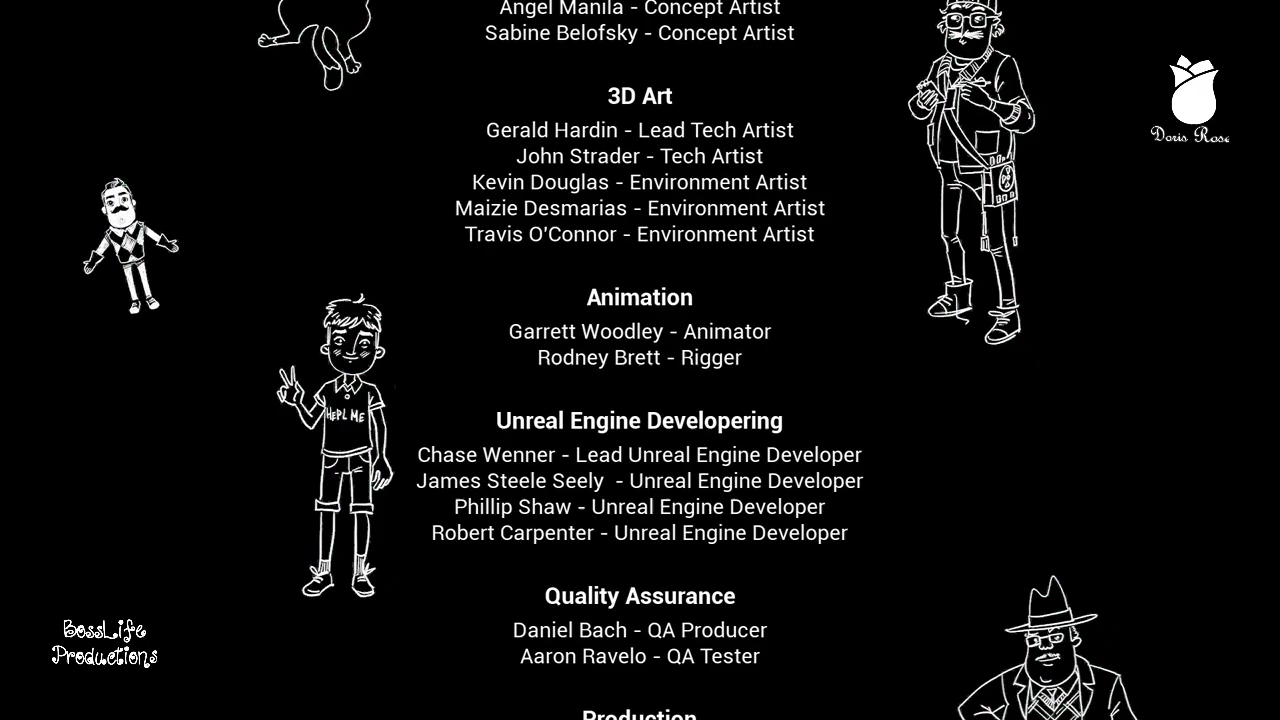 Angel Manila - Concept Artist
Sabine Belofsky - Concept Artist
3D Art
Doris Rose
Gerald Hardin - Lead Tech Artist
John Strader - Tech Artist
Kevin Douglas - Environment Artist
Maizie Desmarias - Environment Artist
Travis O'Connor - Environment Artist
Animation
Garrett Woodley - Animator
Rodney Brett - Rigger
HEPL ME
Unreal Engine Developering
Chase Wenner - Lead Unreal Engine Developer
James Steele Seely - Unreal Engine Developer
Phillip Shaw - Unreal Engine Developer
Robert Carpenter - Unreal Engine Developer
Quality Assurance
Daniel Bach - QA Producer
Aaron Ravelo - QA Tester
BossLife
Productions
Production